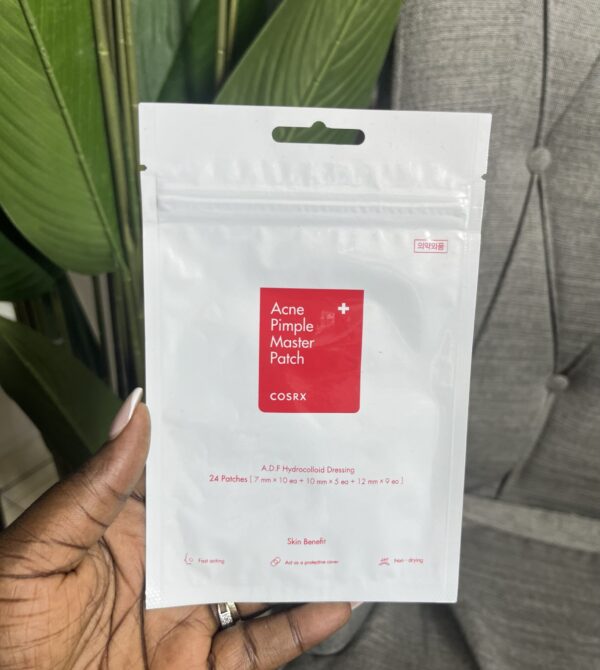 의약외품
Acne
Pimple
Master
Patch
COSRX
A.D.F Hydrocolloid Dressing
24 Patches [ 7 mm × 10 ea + 10 mm × 5 ea + 12 mm × 9 ea ]
Skin Benefit
Fast acting
Act as a protective cover
Non - drying